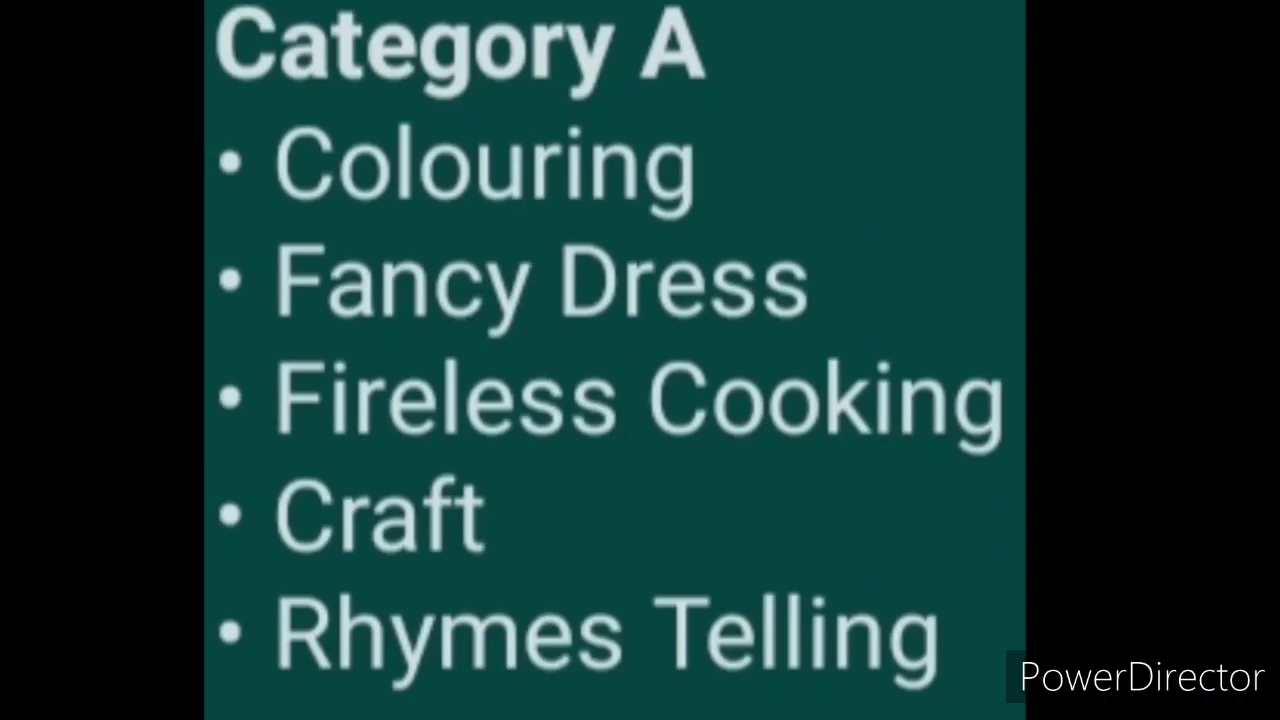 Category A
• Colouring
• Fancy Dress
• Fireless Cooking
• Craft
• Rhymes Telling
PowerDirector